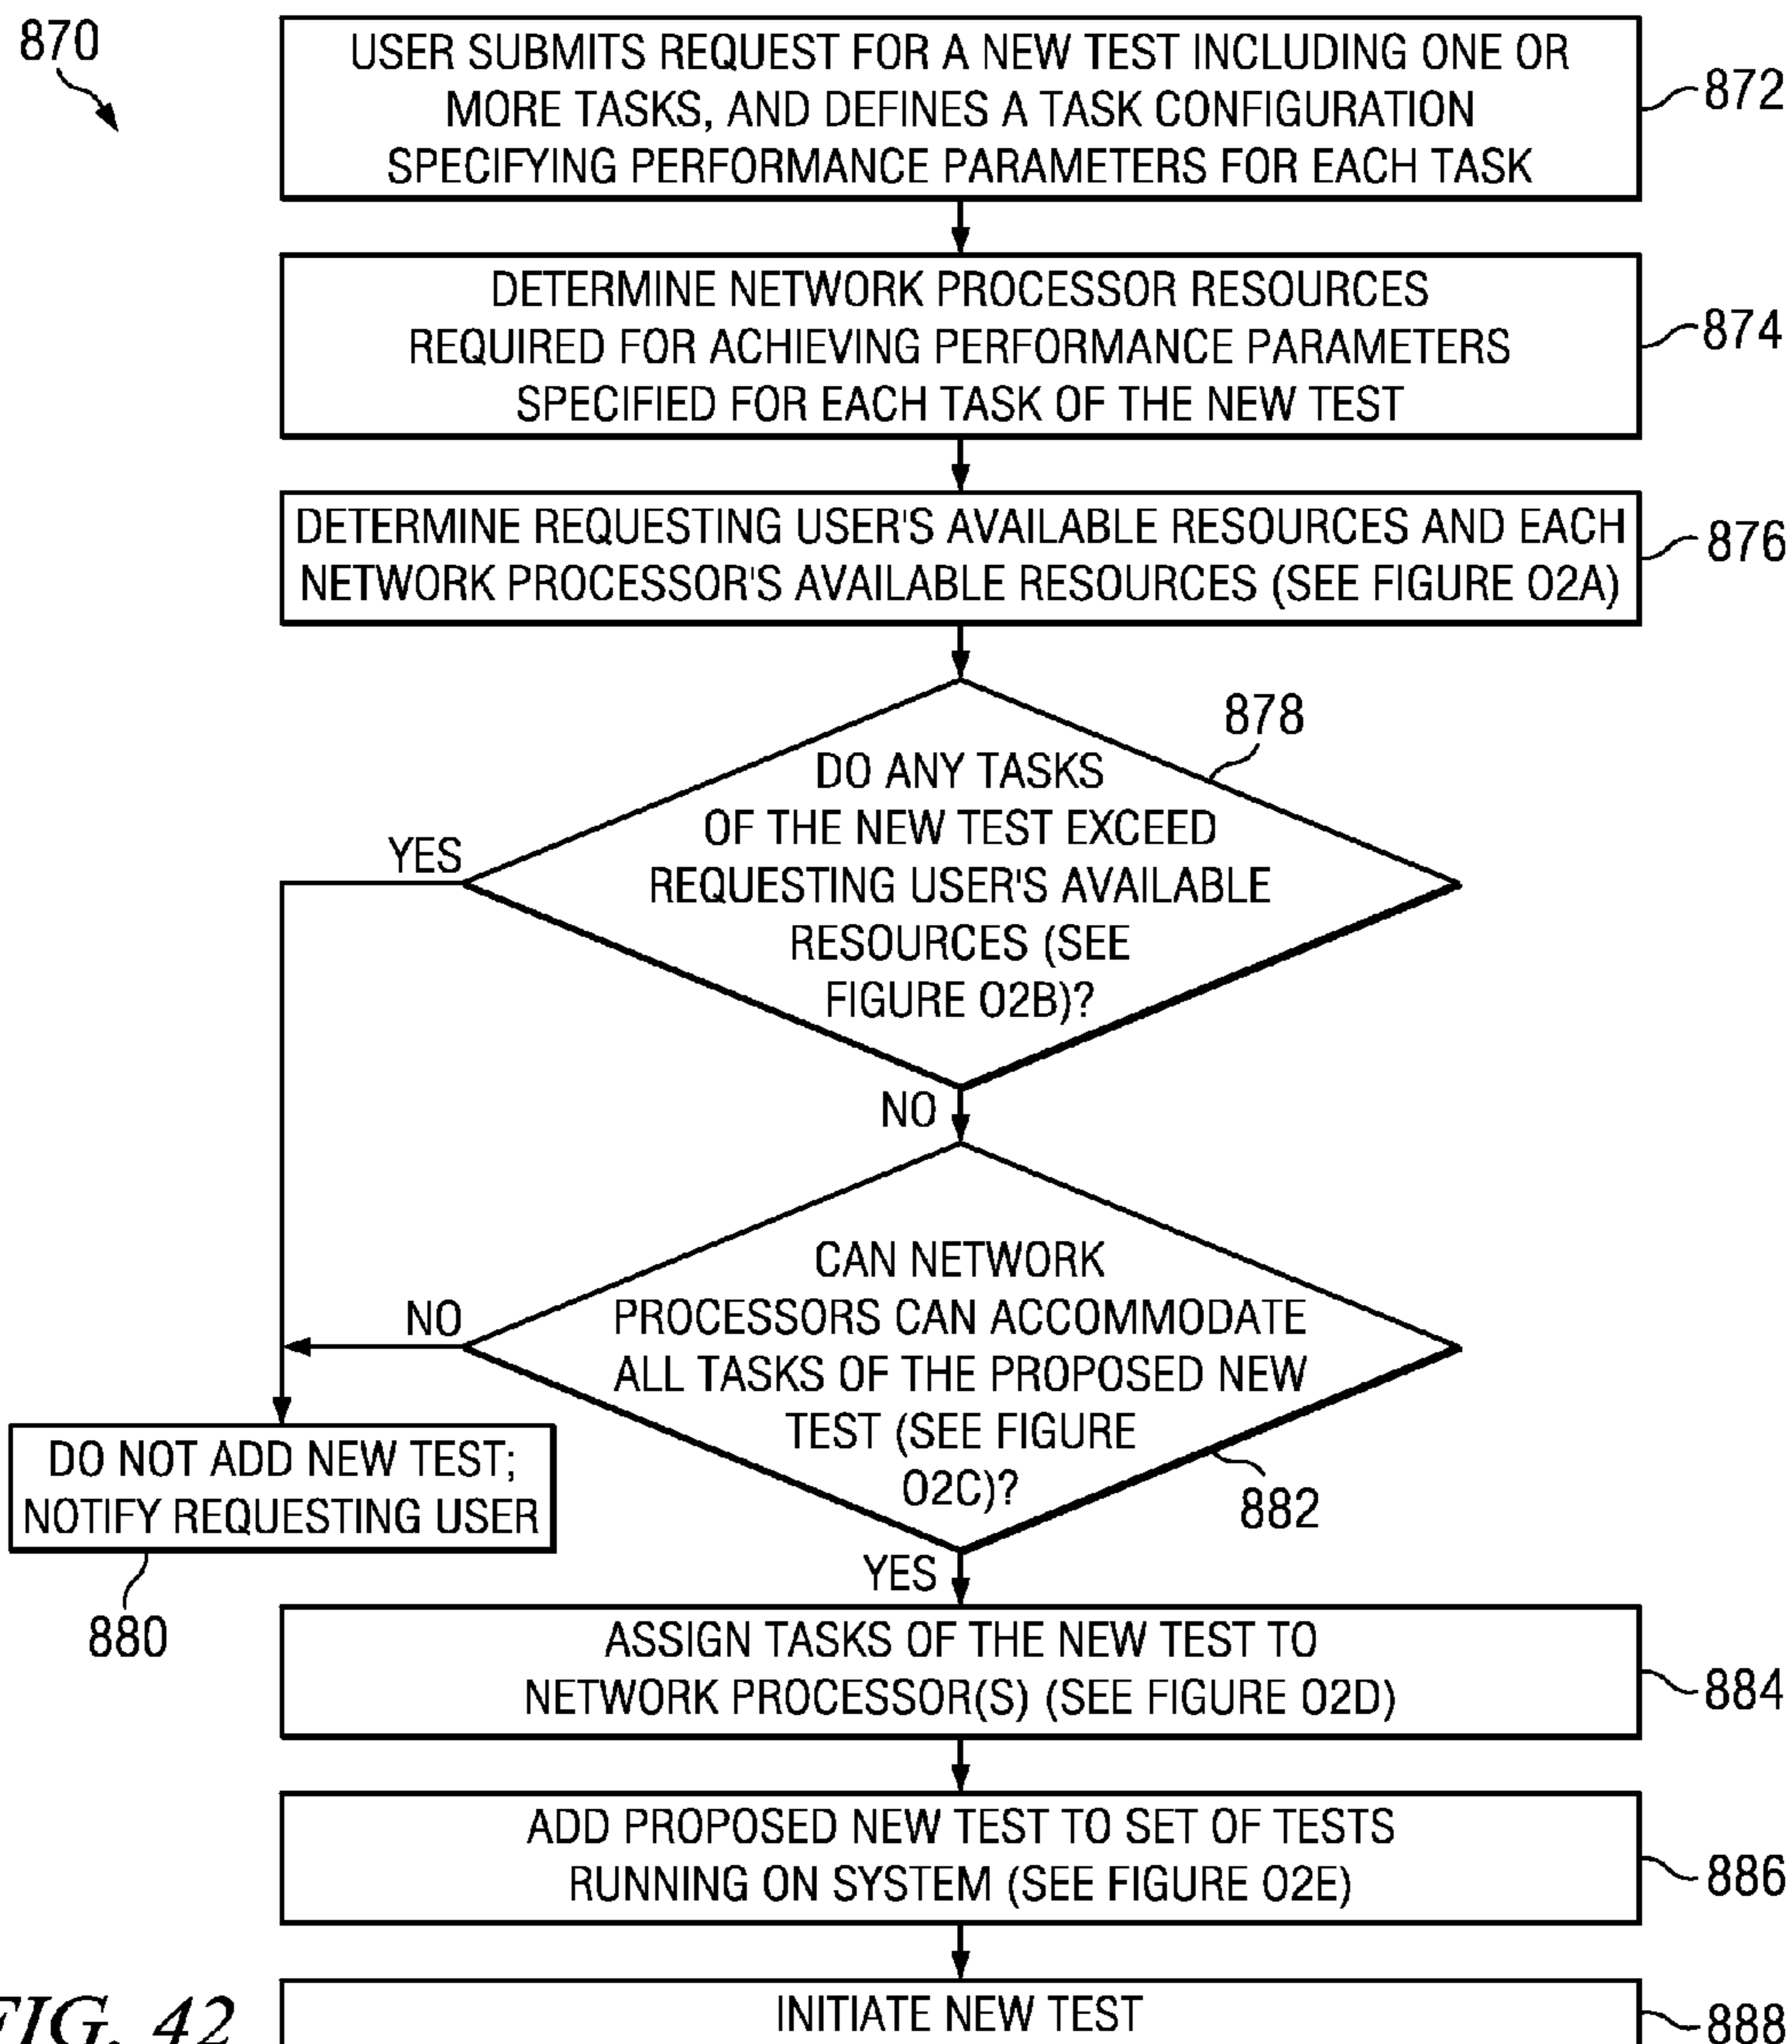 870
USER SUBMITS REQUEST FOR A NEW TEST INCLUDING ONE OR
MORE TASKS, AND DEFINES A TASK CONFIGURATION
SPECIFYING PERFORMANCE PARAMETERS FOR EACH TASK
872
DETERMINE NETWORK PROCESSOR RESOURCES
REQUIRED FOR ACHIEVING PERFORMANCE PARAMETERS
SPECIFIED FOR EACH TASK OF THE NEW TEST
874
DETERMINE REQUESTING USER'S AVAILABLE RESOURCES AND EACH
NETWORK PROCESSOR'S AVAILABLE RESOURCES (SEE FIGURE O2A)
876
878
DO ANY TASKS
OF THE NEW TEST EXCEED
REQUESTING USER'S AVAILABLE
RESOURCES (SEE
FIGURE O2B)?
YES
NO
CAN NETWORK
PROCESSORS CAN ACCOMMODATE
ALL TASKS OF THE PROPOSED NEW
TEST (SEE FIGURE
O2C)?
NO
882
DO NOT ADD NEW TEST;
NOTIFY REQUESTING USER
880
YES
ASSIGN TASKS OF THE NEW TEST TO
NETWORK PROCESSOR(S) (SEE FIGURE O2D)
884
ADD PROPOSED NEW TEST TO SET OF TESTS
RUNNING ON SYSTEM (SEE FIGURE O2E)
886
INITIATE NEW TEST
888
FIG. 42